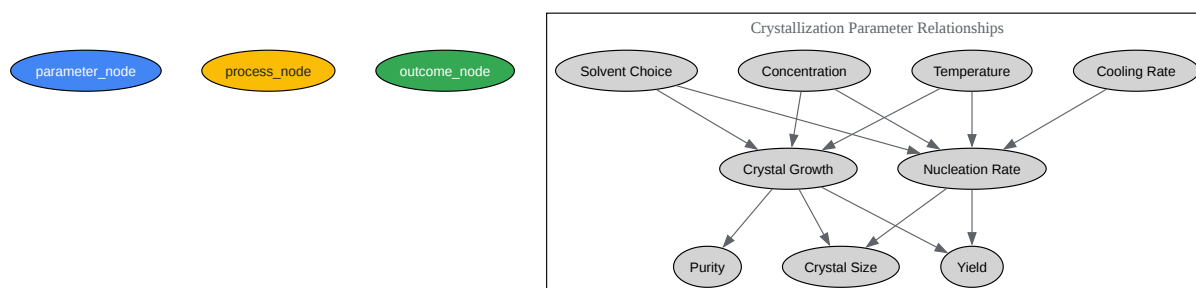 Crystallization Parameter Relationships
parameter_node
process_node
outcome_node
Solvent Choice
Concentration
Temperature
Cooling Rate
Crystal Growth
Nucleation Rate
Purity
Crystal Size
Yield